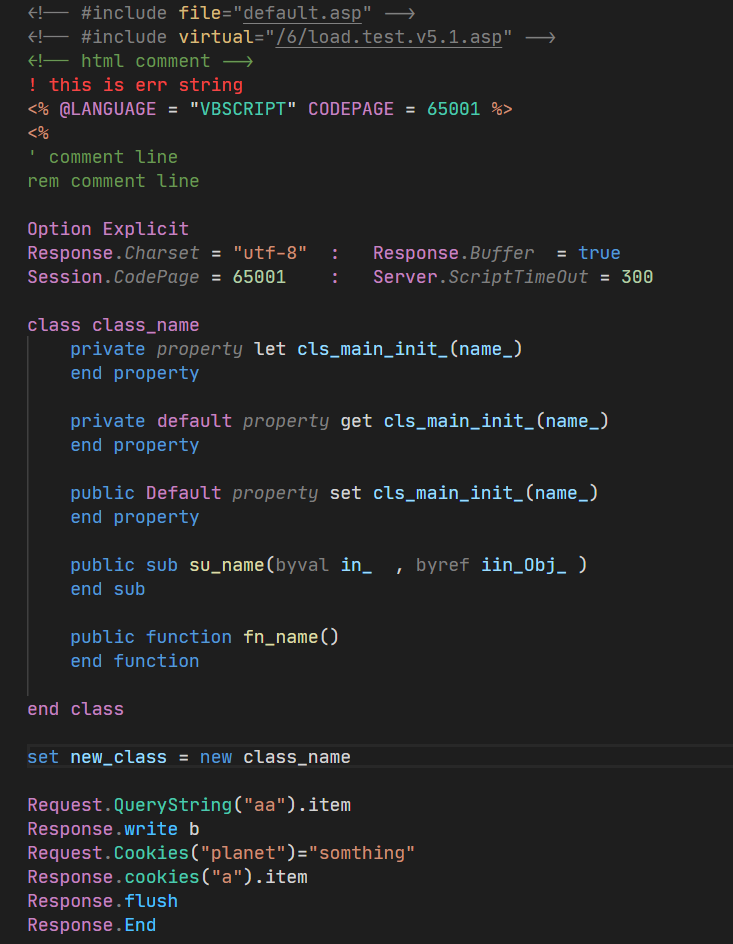 <!-- #include file="default.asp" -->
<!-- #include virtual="/6/load.test.v5.1.asp" -->
<!-- html comment -->
! this is err string
<% @LANGUAGE = "VBSCRIPT" CODEPAGE = 65001 %>
<%
' comment line
rem comment line
Option Explicit
Response.Charset = "utf-8"  :   Response.Buffer  = true
Session.CodePage = 65001    :   Server.ScriptTimeOut = 300
class class_name
    private property let cls_main_init_(name_)
    end property
    private default property get cls_main_init_(name_)
    end property
    public Default property set cls_main_init_(name_)
    end property
    public sub su_name(byval in_  , byref iin_Obj_ )
    end sub
    public function fn_name()
    end function
end class
set new_class = new class_name
Request.QueryString("aa").item
Response.write b
Request.Cookies("planet")="somthing"
Response.cookies("a").item
Response.flush
Response.End